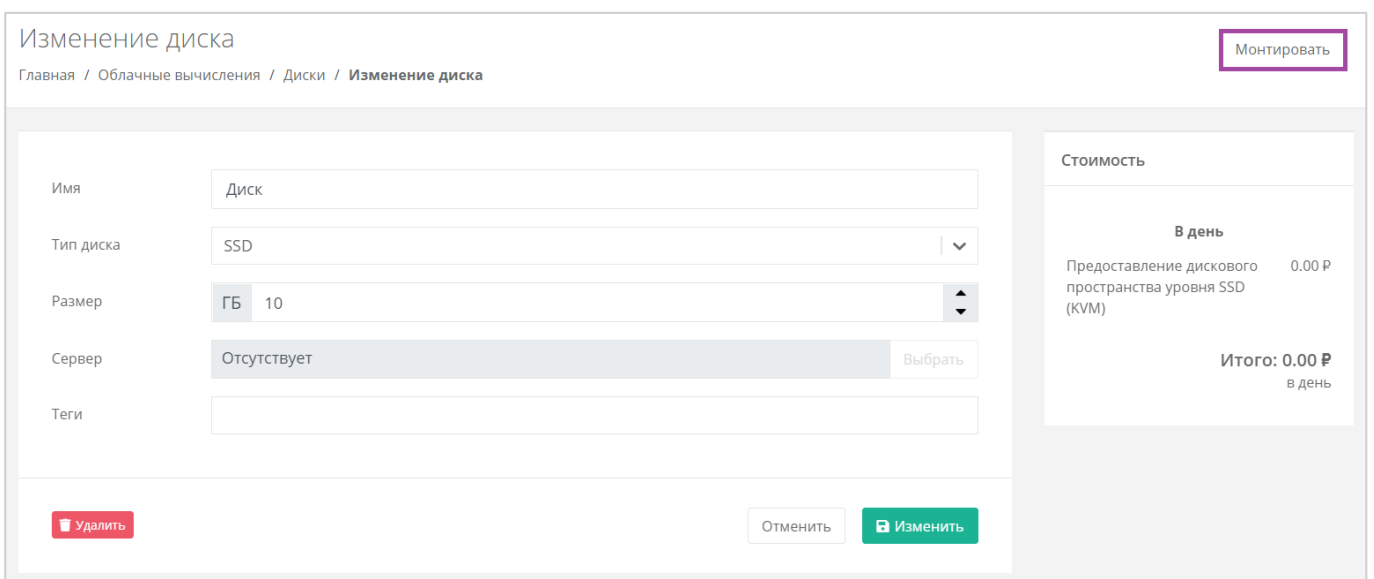 Изменение диска
Монтировать
Главная / Облачные вычисления / Диски / Изменение диска
Стоимость
Имя
Диск
В день
Тип диска
SSD
Предоставление дискового
0.00 ₽
пространства уровня SSD
(KVM)
Размер
ГБ 10
Сервер
Отсутствует
Выбрать
Итого: 0.00 ₽
в день
Теги
Удалить
Отменить
Изменить